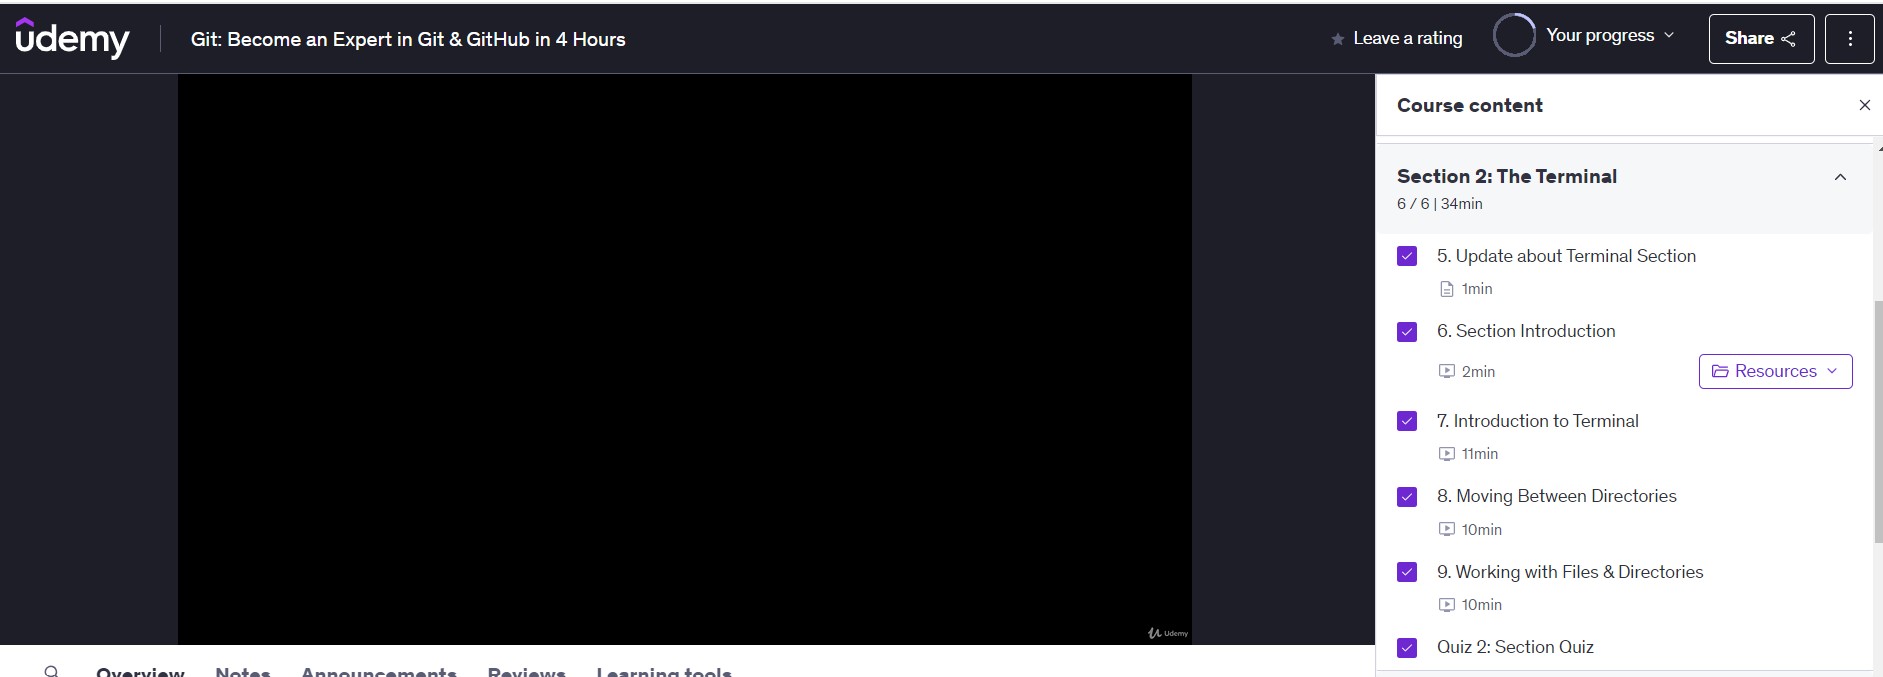 udemy
Git: Become an Expert in Git & GitHub in 4 Hours
Leave a rating
Your progress
Share
Course content
Section 2: The Terminal
6 / 6 | 34min
5. Update about Terminal Section
1min
6. Section Introduction
2min
Resources
7. Introduction to Terminal
11min
8. Moving Between Directories
10min
9. Working with Files & Directories
10min
Quiz 2: Section Quiz
Udemy
Overview Notes Announcements Reviews Learning tools